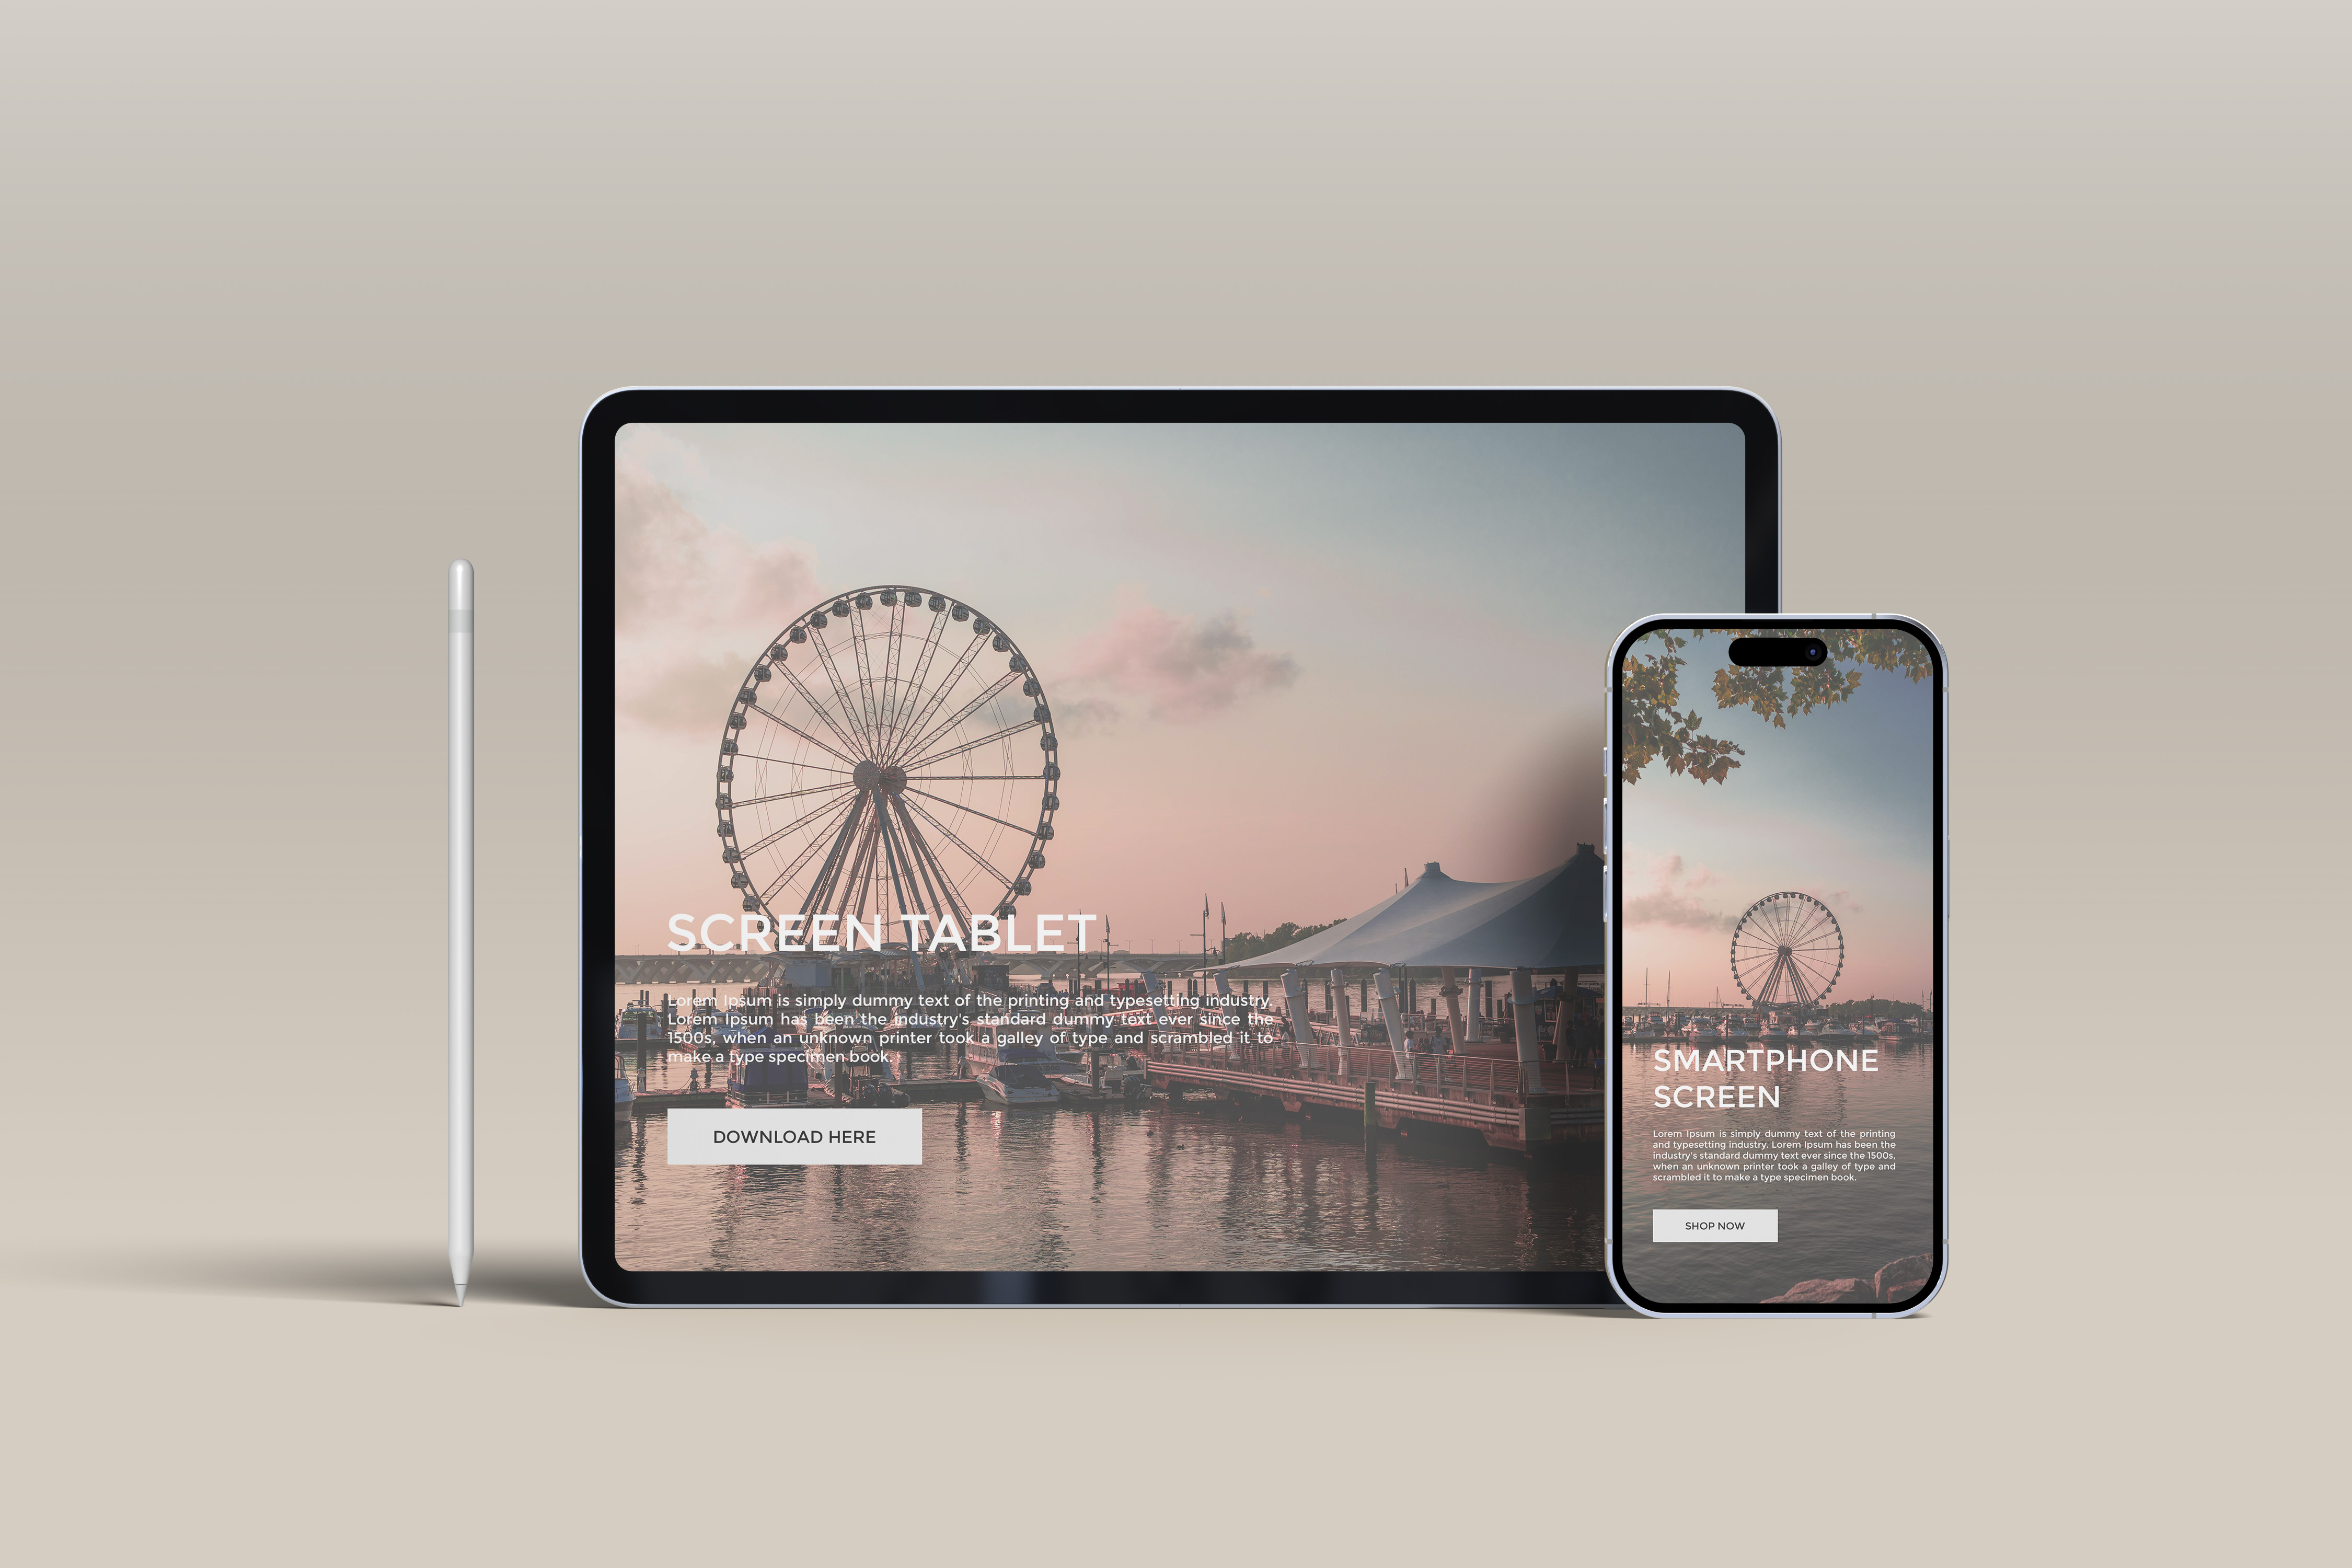 SCREEN TABLET
Lorem Ipsum is simply dummy text of the printing and typesetting industry.
Lorem Ipsum has been the industry's standard dummy text ever since the
1500s, when an unknown printer took a galley of type and scrambled it to
make a type specimen book.
DOWNLOAD HERE
SMARTPHONE
SCREEN
Lorem Ipsum is simply dummy text of the printing
and typesetting industry. Lorem Ipsum has been the
industry's standard dummy text ever since the 1500s,
when an unknown printer took a galley of type and
scrambled it to make a type specimen book.
SHOP NOW